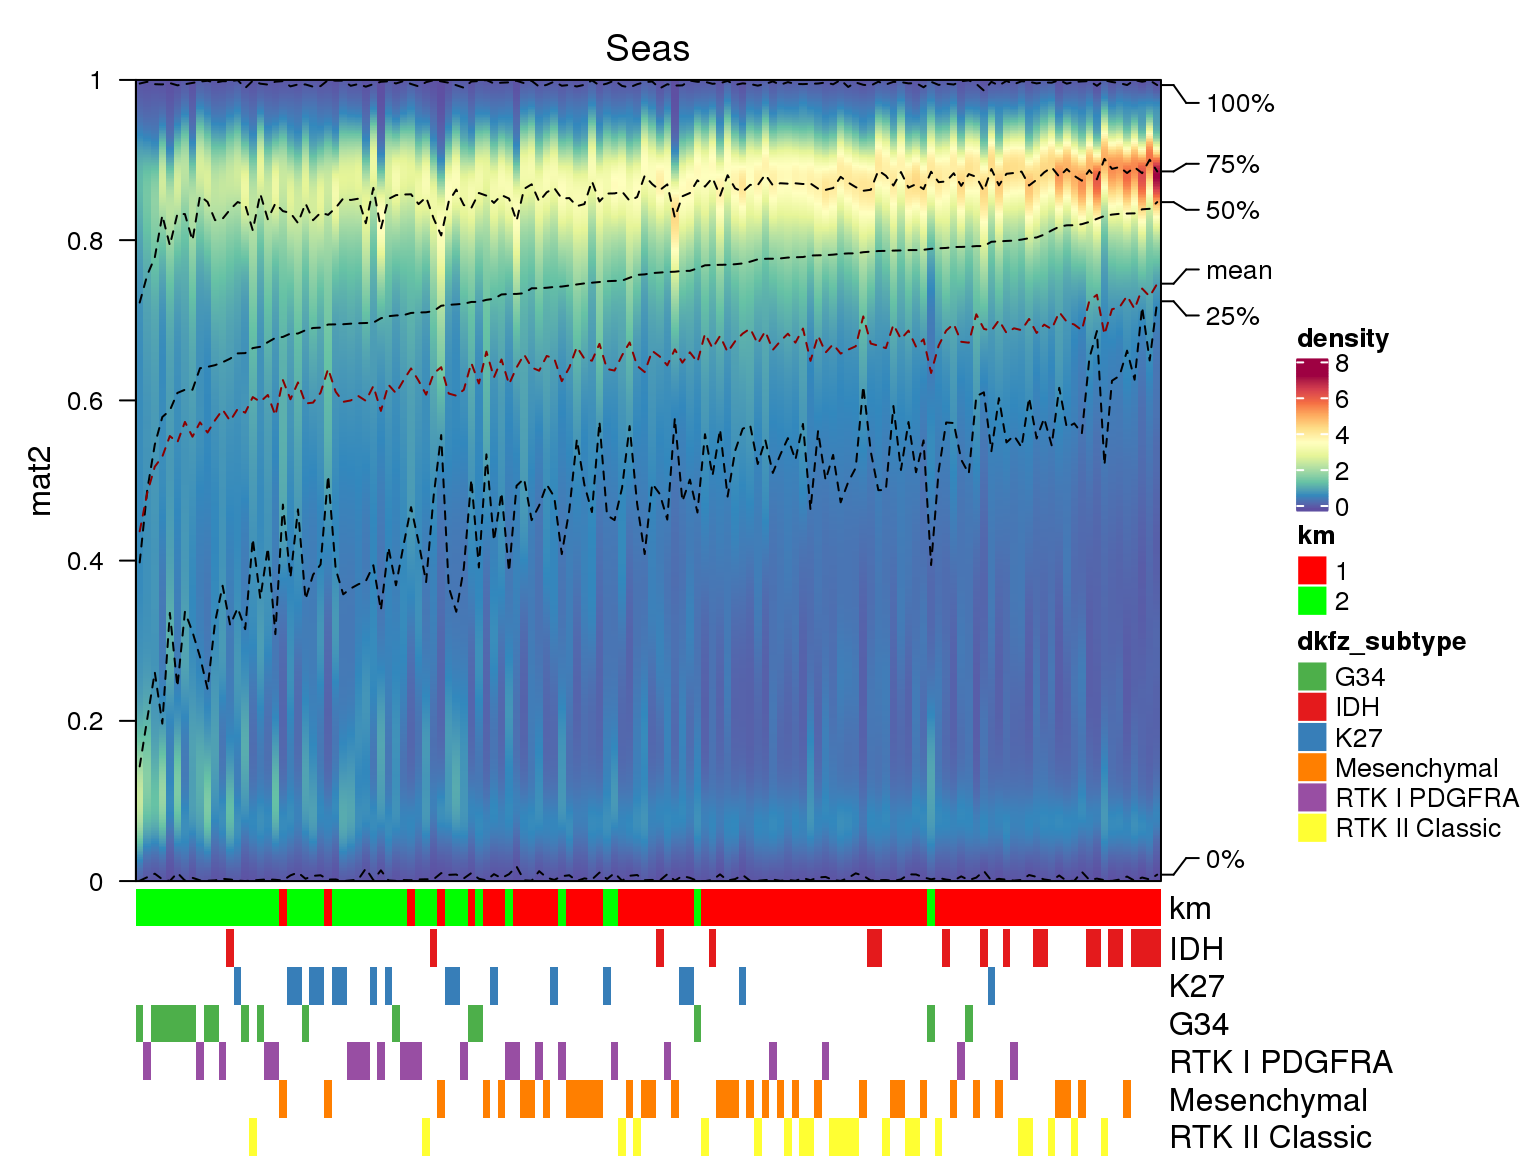 Seas
mat2
1
0.8
0.6
0.4
0.2
0
100%
75%
50%
mean
25%
0%
density
8
6
4
2
0
km
1
2
dkfz_subtype
G34
IDH
K27
Mesenchymal
RTK I PDGFRA
RTK II Classic
km
IDH
K27
G34
RTK I PDGFRA
Mesenchymal
RTK II Classic